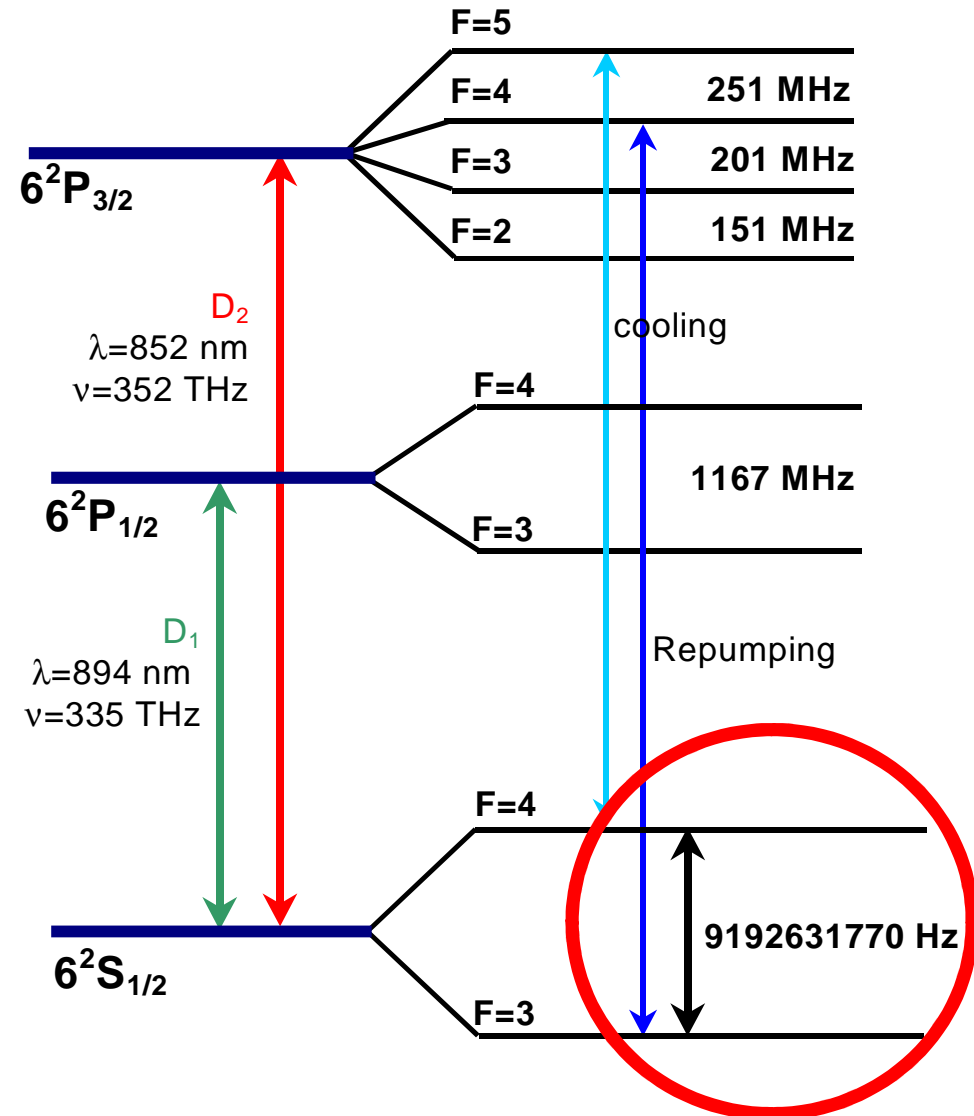 F=5
F=4
251 MHz
F=3
201 MHz
6²P₃/₂
F=2
151 MHz
D₂
λ=852 nm
ν=352 THz
cooling
F=4
6²P₁/₂
1167 MHz
F=3
D₁
λ=894 nm
ν=335 THz
Repumping
F=4
9192631770 Hz
6²S₁/₂
F=3